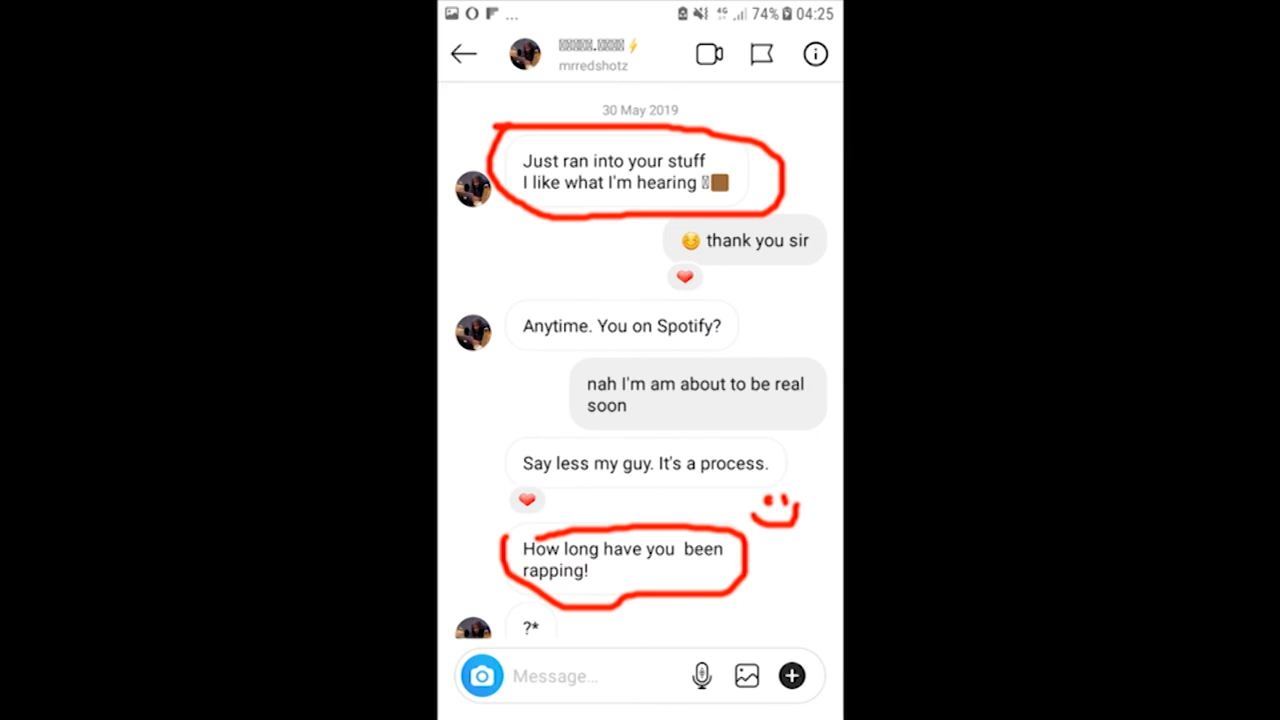 ... 4G 74% 04:25
mrredshotz
30 May 2019
Just ran into your stuff
I like what I'm hearing
thank you sir
Anytime. You on Spotify?
nah I'm am about to be real
soon
Say less my guy. It's a process.
How long have you been
rapping!
?*
Message...